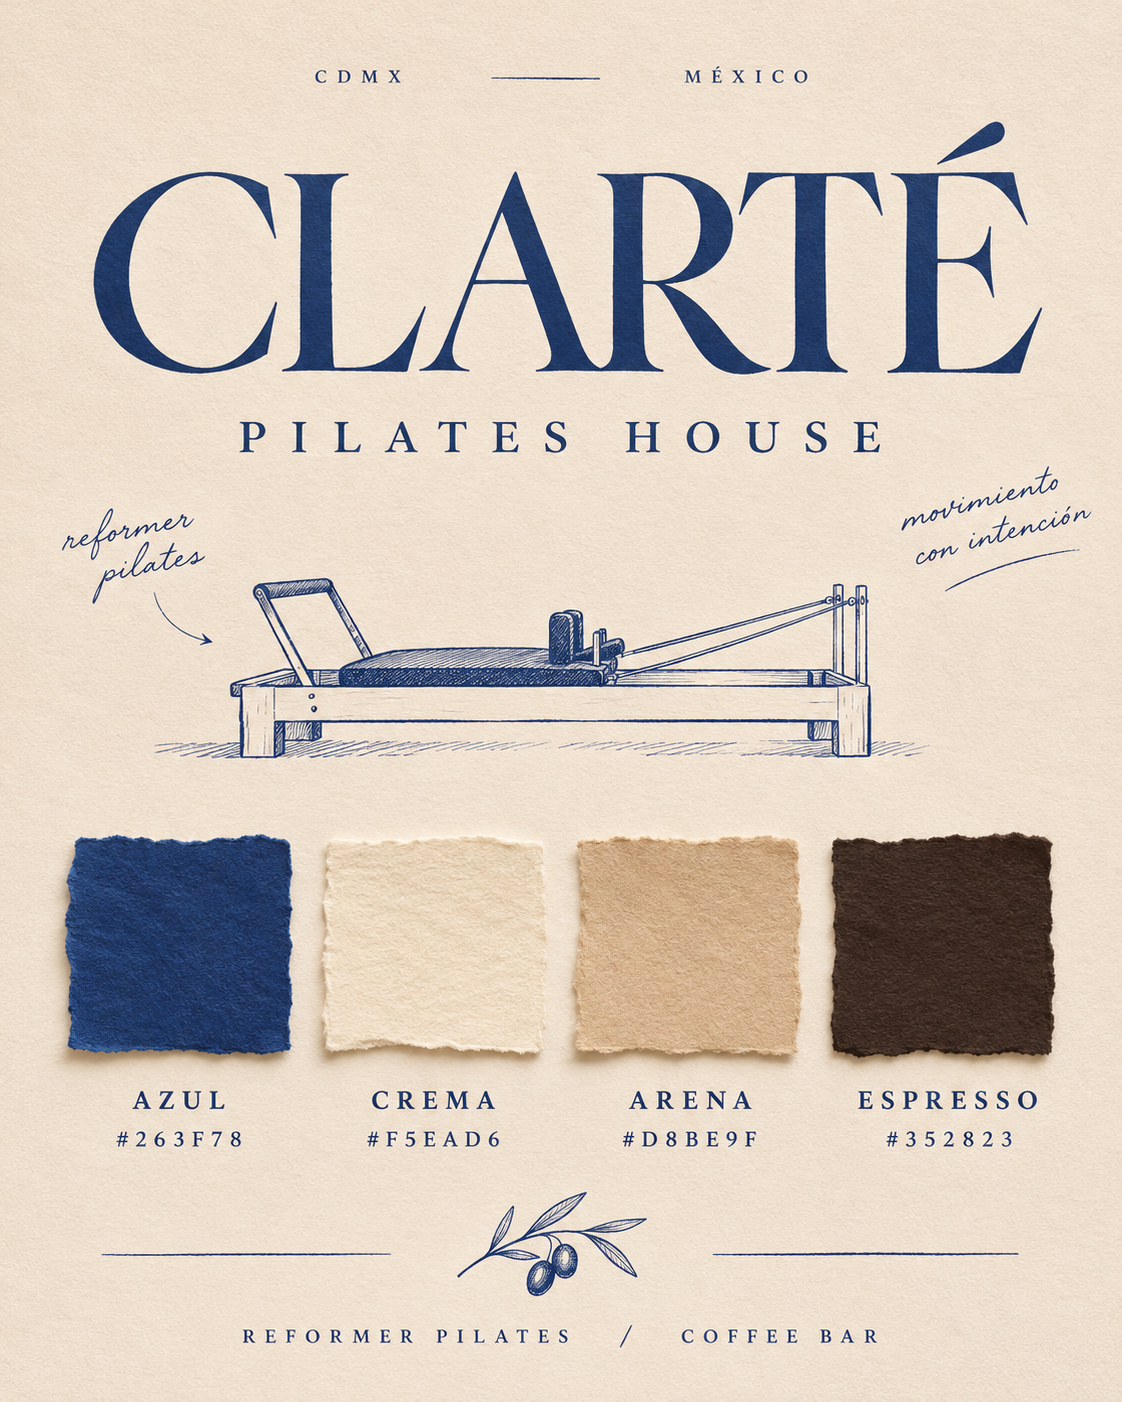 CDMX — MÉXICO
CLARTÉ
PILATES HOUSE
reformer
pilates
movimiento
con intención
AZUL
#263F78
CREMA
#F5EAD6
ARENA
#D8BE9F
ESPRESSO
#352823
REFORMER PILATES / COFFEE BAR